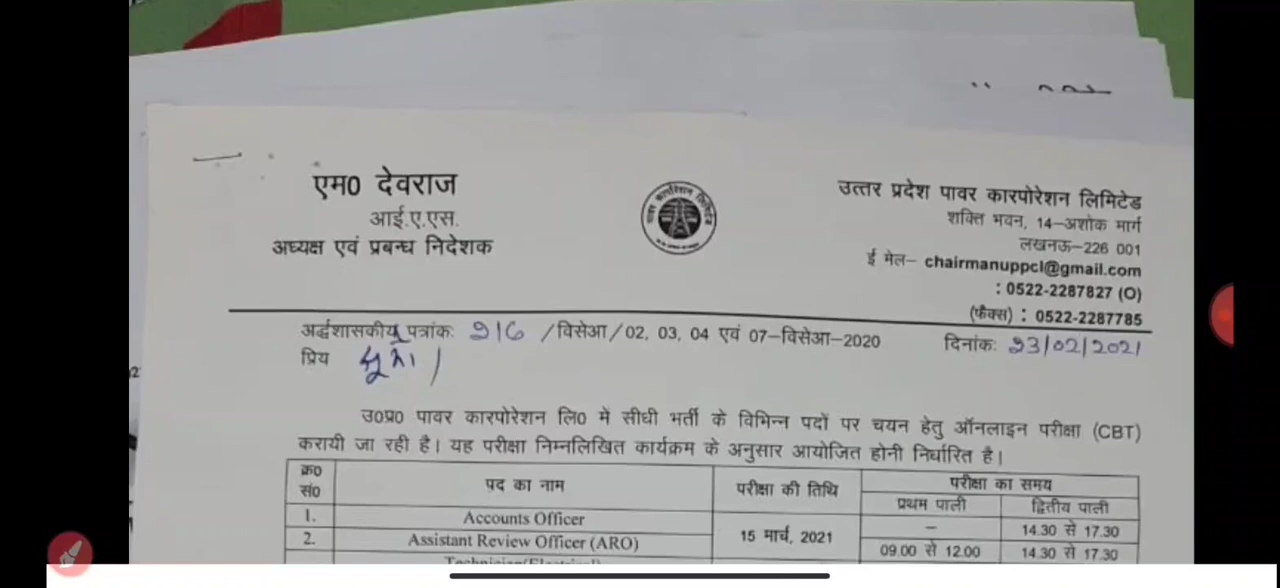 एम0 देवराज
आई.ए.एस.
अध्यक्ष एवं प्रबन्ध निदेशक
उत्तर प्रदेश पावर कारपोरेशन लिमिटेड
शक्ति भवन, 14–अशोक मार्ग
लखनऊ–226 001
ई मेल– chairmanuppcl@gmail.com
: 0522-2287827 (O)
(फैक्स) : 0522-2287785
अर्द्धशासकीय पत्रांक: 216 /विसेआ/02, 03, 04 एवं 07–विसेआ–2020
दिनांक: 23/02/2021
प्रिय
उ0प्र0 पावर कारपोरेशन लि0 में सीधी भर्ती के विभिन्न पदों पर चयन हेतु ऑनलाइन परीक्षा (CBT)
करायी जा रही है। यह परीक्षा निम्नलिखित कार्यक्रम के अनुसार आयोजित होनी निर्धारित है।
क्र0 सं0 पद का नाम परीक्षा की तिथि परीक्षा का समय
प्रथम पाली द्वितीय पाली
1. Accounts Officer 15 मार्च, 2021 – 14.30 से 17.30
2. Assistant Review Officer (ARO) 09.00 से 12.00 14.30 से 17.30